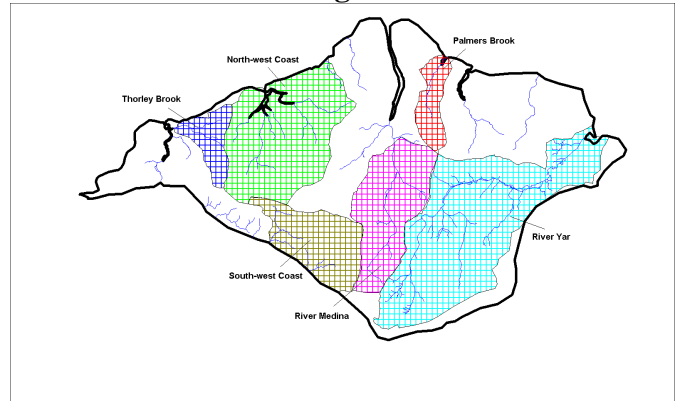 Palmers Brook
North-west Coast
Thorley Brook
River Yar
South-west Coast
River Medina